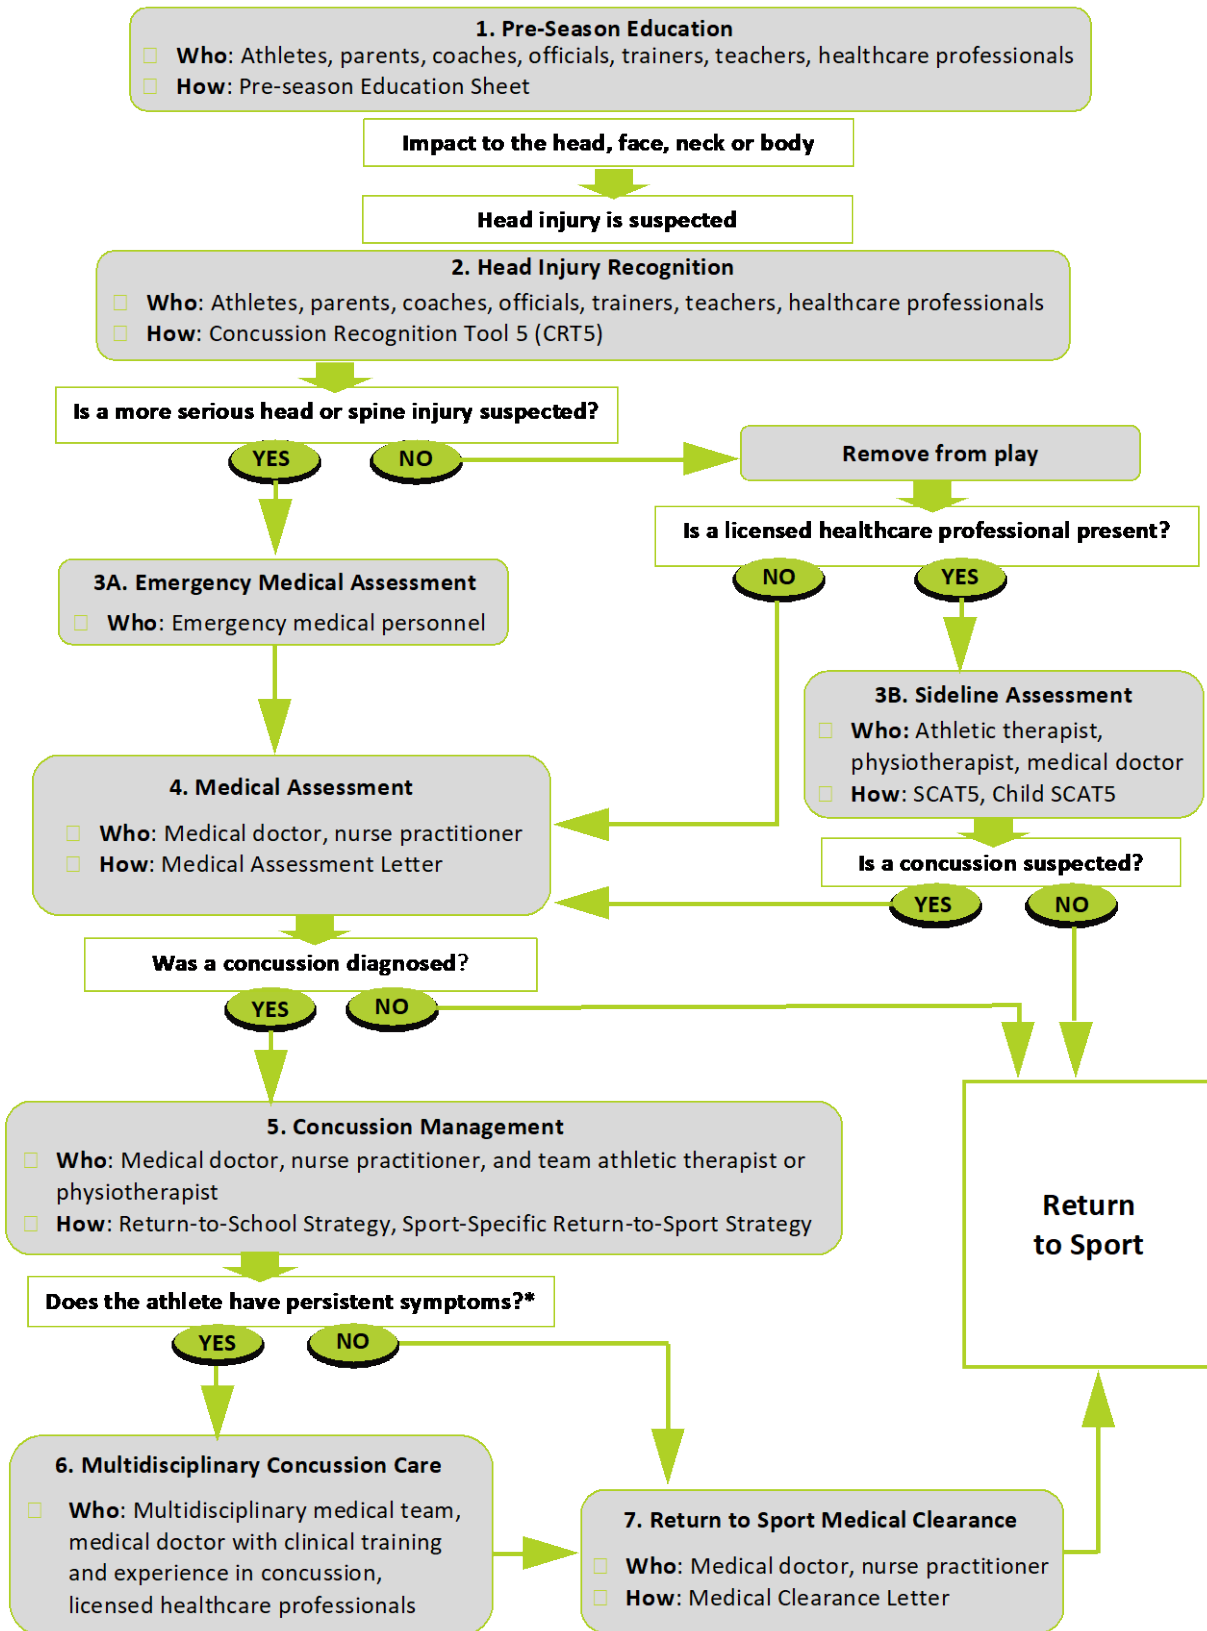 1. Pre-Season Education
Who: Athletes, parents, coaches, officials, trainers, teachers, healthcare professionals
How: Pre-season Education Sheet
Impact to the head, face, neck or body
Head injury is suspected
2. Head Injury Recognition
Who: Athletes, parents, coaches, officials, trainers, teachers, healthcare professionals
How: Concussion Recognition Tool 5 (CRT5)
Is a more serious head or spine injury suspected?
YES
NO
Remove from play
Is a licensed healthcare professional present?
NO
YES
3A. Emergency Medical Assessment
Who: Emergency medical personnel
3B. Sideline Assessment
Who: Athletic therapist,
physiotherapist, medical doctor
How: SCAT5, Child SCAT5
4. Medical Assessment
Who: Medical doctor, nurse practitioner
How: Medical Assessment Letter
Is a concussion suspected?
YES
NO
Was a concussion diagnosed?
YES
NO
5. Concussion Management
Who: Medical doctor, nurse practitioner, and team athletic therapist or
physiotherapist
How: Return-to-School Strategy, Sport-Specific Return-to-Sport Strategy
Return
to Sport
Does the athlete have persistent symptoms?*
YES
NO
6. Multidisciplinary Concussion Care
Who: Multidisciplinary medical team,
medical doctor with clinical training
and experience in concussion,
licensed healthcare professionals
7. Return to Sport Medical Clearance
Who: Medical doctor, nurse practitioner
How: Medical Clearance Letter